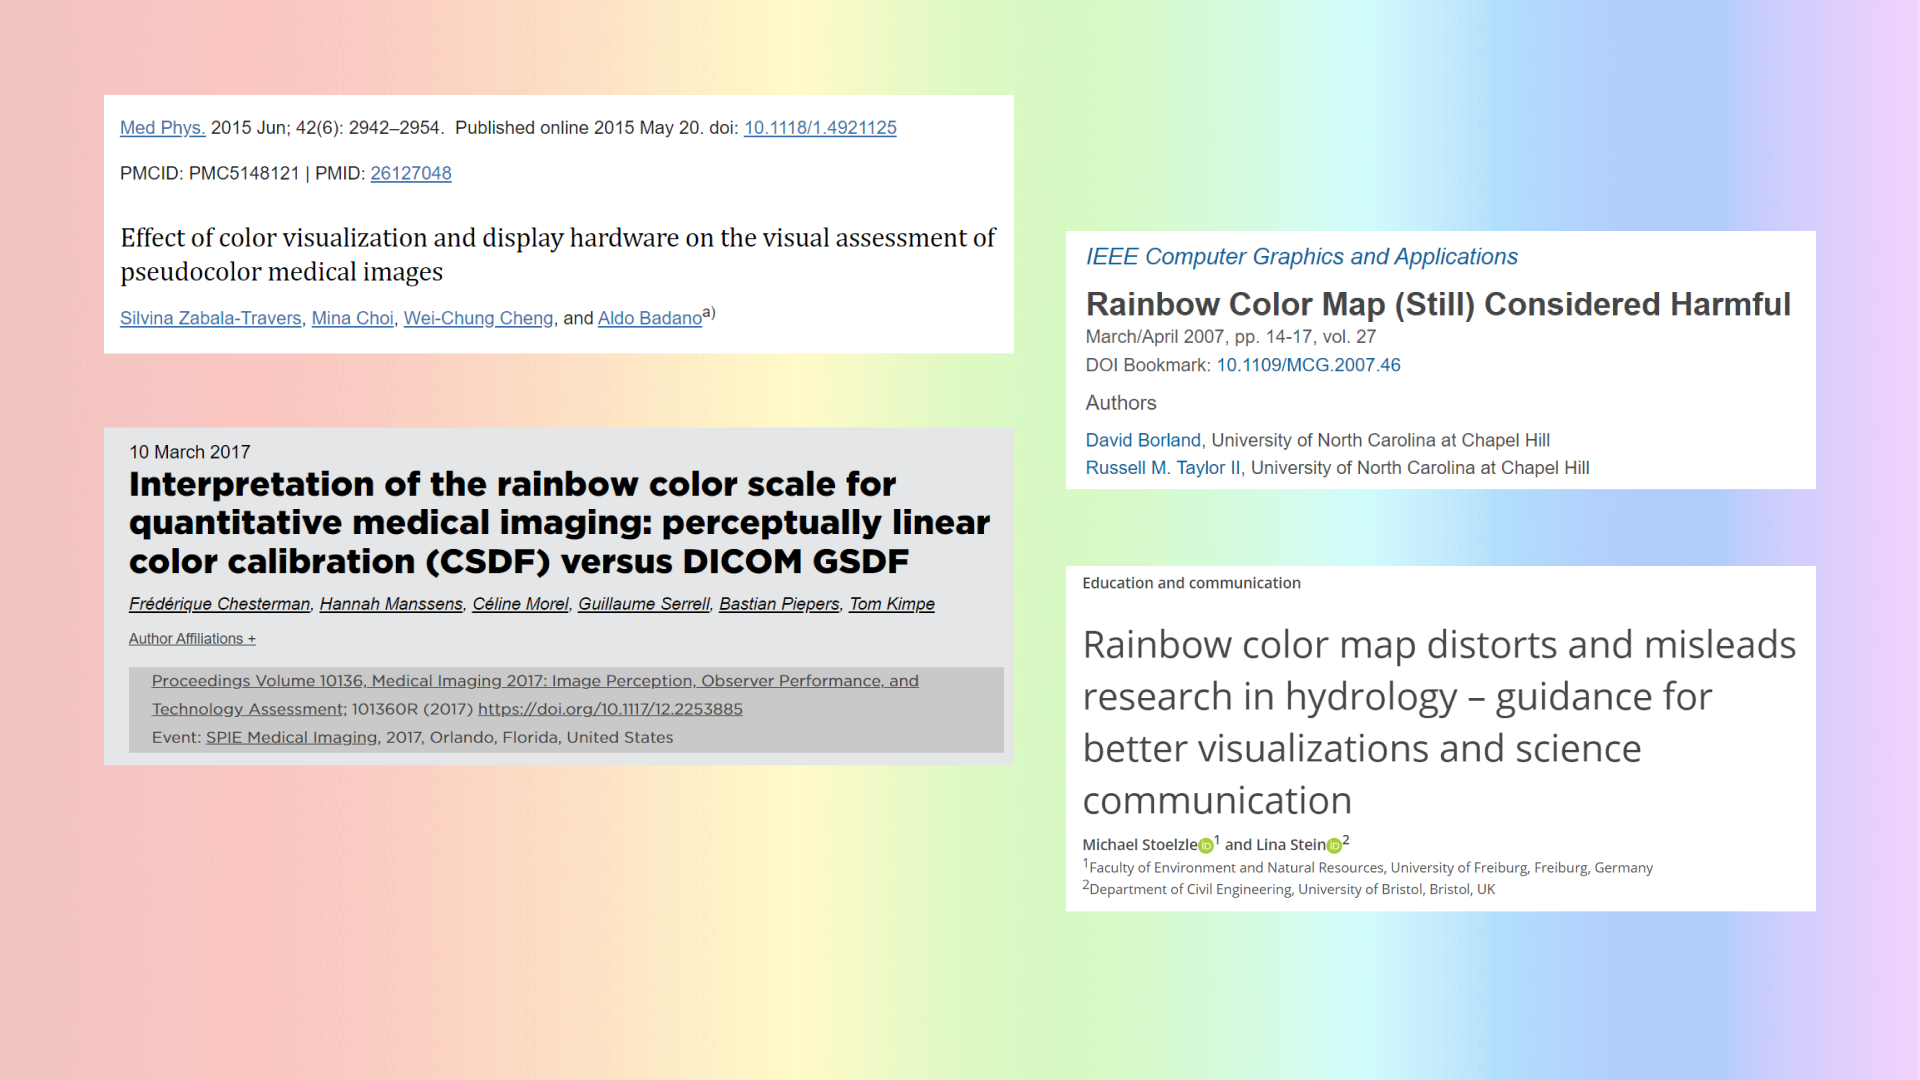 Med Phys. 2015 Jun; 42(6): 2942–2954.  Published online 2015 May 20. doi: 10.1118/1.4921125
PMCID: PMC5148121 | PMID: 26127048
Effect of color visualization and display hardware on the visual assessment of
pseudocolor medical images
Silvina Zabala-Travers, Mina Choi, Wei-Chung Cheng, and Aldo Badano a)
10 March 2017
Interpretation of the rainbow color scale for
quantitative medical imaging: perceptually linear
color calibration (CSDF) versus DICOM GSDF
Frédérique Chesterman, Hannah Manssens, Céline Morel, Guillaume Serrell, Bastian Piepers, Tom Kimpe
Author Affiliations +
Proceedings Volume 10136, Medical Imaging 2017: Image Perception, Observer Performance, and
Technology Assessment; 101360R (2017) https://doi.org/10.1117/12.2253885
Event: SPIE Medical Imaging, 2017, Orlando, Florida, United States
IEEE Computer Graphics and Applications
Rainbow Color Map (Still) Considered Harmful
March/April 2007, pp. 14-17, vol. 27
DOI Bookmark: 10.1109/MCG.2007.46
Authors
David Borland, University of North Carolina at Chapel Hill
Russell M. Taylor II, University of North Carolina at Chapel Hill
Education and communication
Rainbow color map distorts and misleads
research in hydrology – guidance for
better visualizations and science
communication
Michael Stoelzle iD 1 and Lina Stein iD 2
1Faculty of Environment and Natural Resources, University of Freiburg, Freiburg, Germany
2Department of Civil Engineering, University of Bristol, Bristol, UK